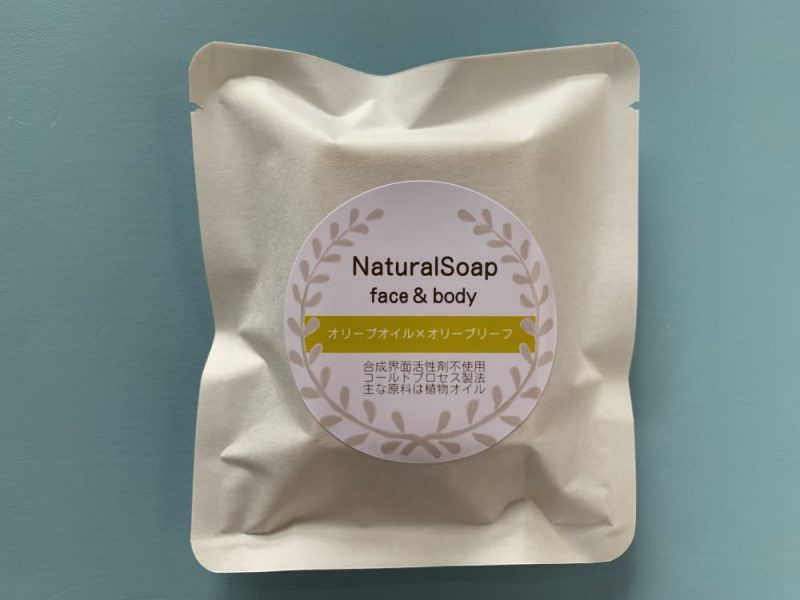 NaturalSoap
face & body
オリーブオイル×オリーブリーフ
合成界面活性剤不使用
コールドプロセス製法
主な原料は植物オイル